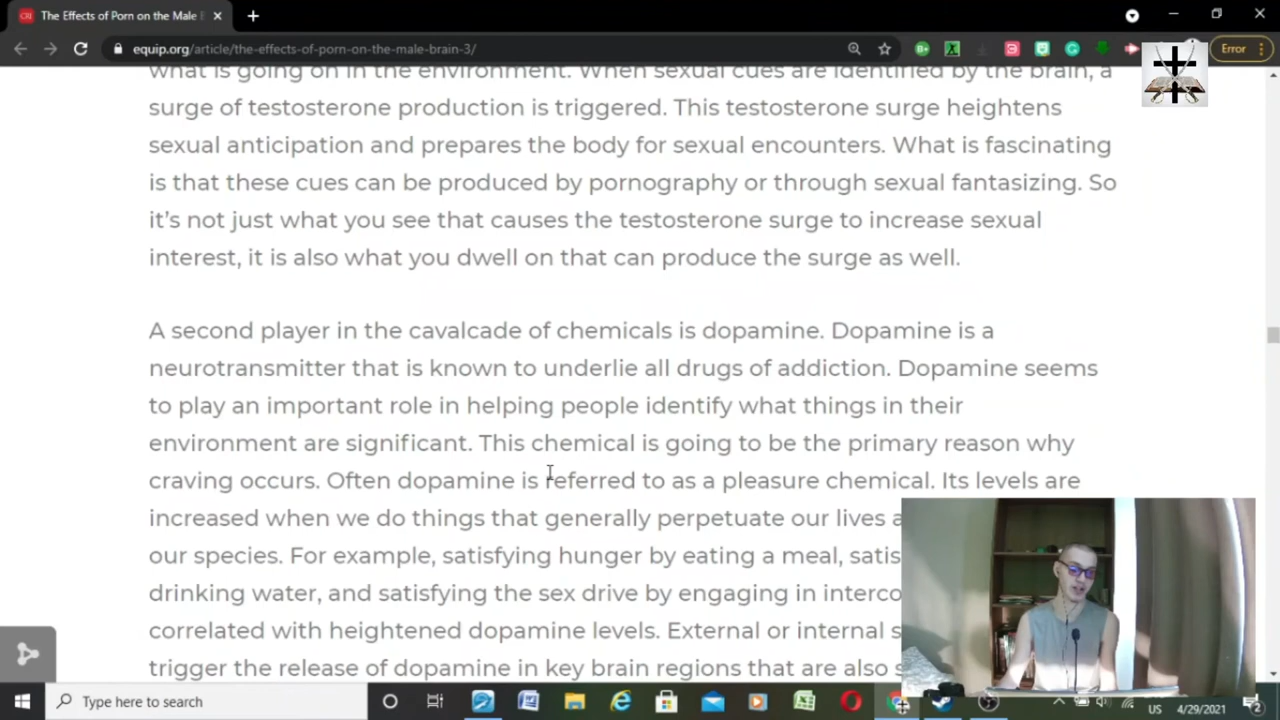 The Effects of Porn on the Male
equip.org/article/the-effects-of-porn-on-the-male-brain-3/
Error
what is going on in the environment. When sexual cues are identified by the brain, a
surge of testosterone production is triggered. This testosterone surge heightens
sexual anticipation and prepares the body for sexual encounters. What is fascinating
is that these cues can be produced by pornography or through sexual fantasizing. So
it’s not just what you see that causes the testosterone surge to increase sexual
interest, it is also what you dwell on that can produce the surge as well.
A second player in the cavalcade of chemicals is dopamine. Dopamine is a
neurotransmitter that is known to underlie all drugs of addiction. Dopamine seems
to play an important role in helping people identify what things in their
environment are significant. This chemical is going to be the primary reason why
craving occurs. Often dopamine is referred to as a pleasure chemical. Its levels are
increased when we do things that generally perpetuate our lives
our species. For example, satisfying hunger by eating a meal,
drinking water, and satisfying the sex drive by engaging in
correlated with heightened dopamine levels. External or internal
trigger the release of dopamine in key brain regions that are also
Type here to search
US
4/29/2021
2